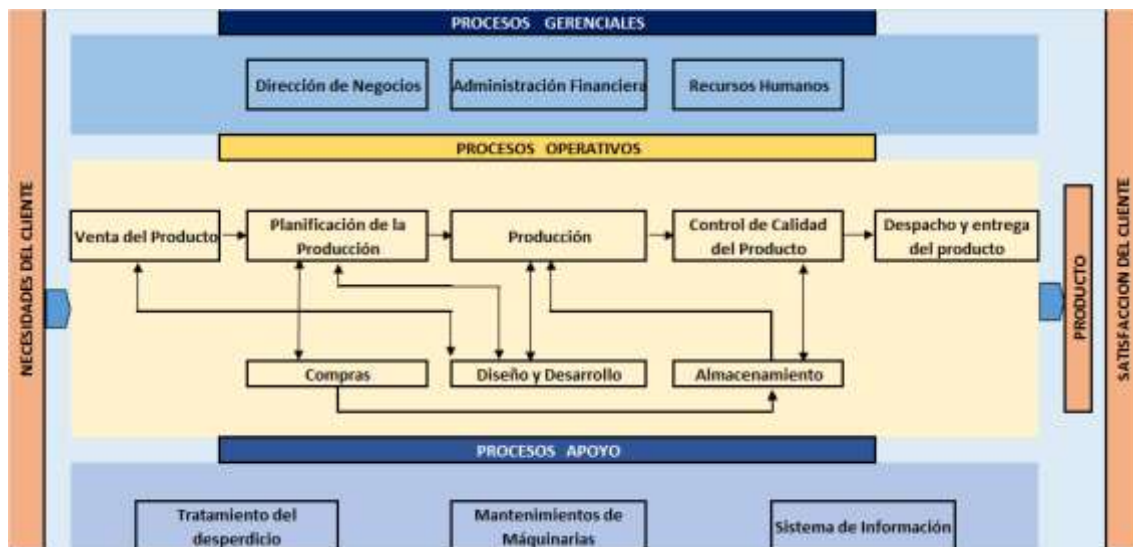 PROCESOS GERENCIALES
Dirección de Negocios
Administración Financiera
Recursos Humanos
PROCESOS OPERATIVOS
NECESIDADES DEL CLIENTE
Venta del Producto
Planificación de la
Producción
Producción
Control de Calidad
del Producto
Despacho y entrega
del producto
Compras
Diseño y Desarrollo
Almacenamiento
PRODUCTO
SATISFACCION DEL CLIENTE
PROCESOS APOYO
Tratamiento del
desperdicio
Mantenimientos de
Máquinarias
Sistema de Información